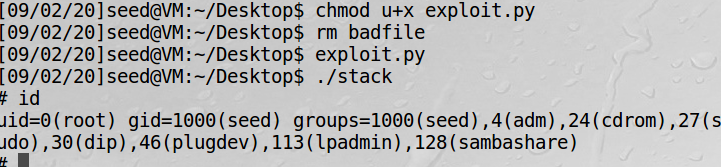 [09/02/20]seed@VM:~/Desktop$ chmod u+x exploit.py
[09/02/20]seed@VM:~/Desktop$ rm badfile
[09/02/20]seed@VM:~/Desktop$ exploit.py
[09/02/20]seed@VM:~/Desktop$ ./stack
# id
uid=0(root) gid=1000(seed) groups=1000(seed),4(adm),24(cdrom),27(s
udo),30(dip),46(plugdev),113(lpadmin),128(sambashare)
#